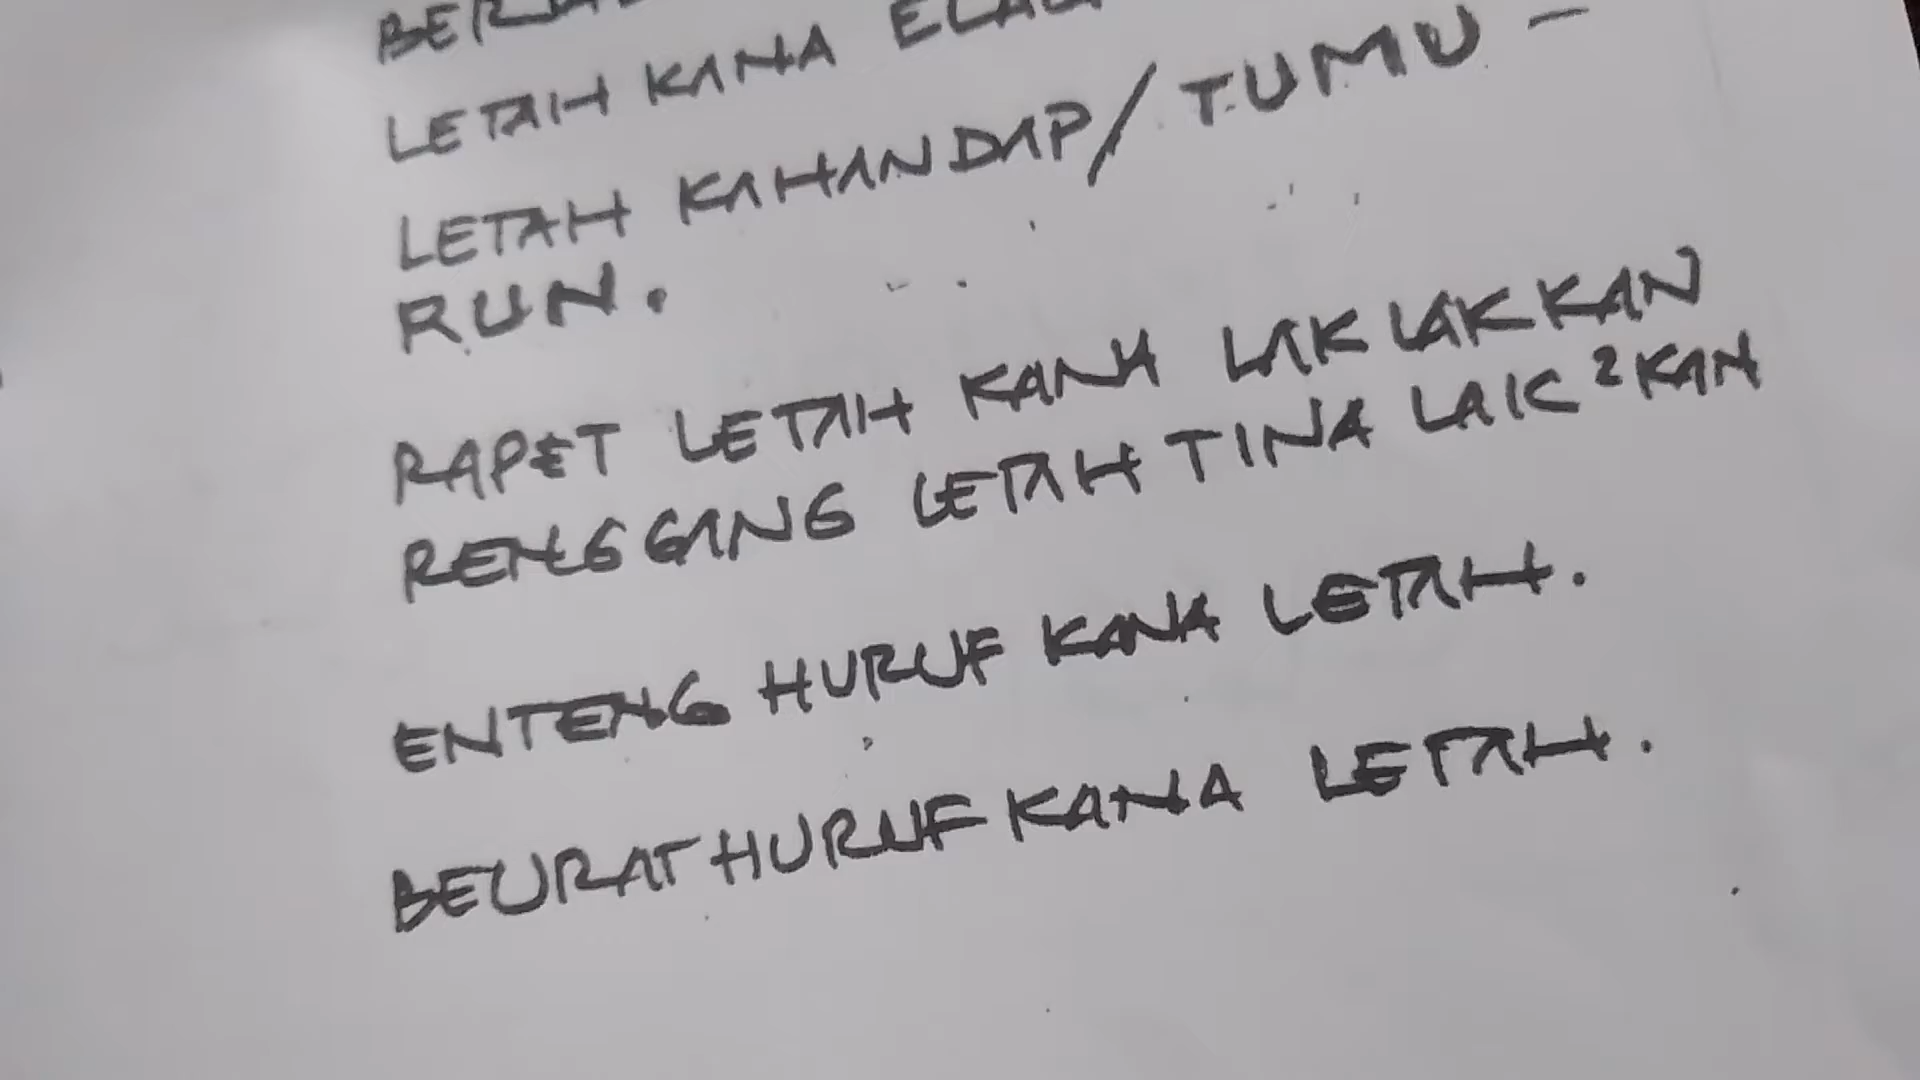 LETAH KANA
LETAH KAHANDAP/TUMU-
RUN.
RAPET LETAH KANA LAKLAKKAN
RENGGANG LETAH TINA LAK²KAN
ENTENG HURUF KANA LETAH.
BEURAT HURUF KANA LETAH.